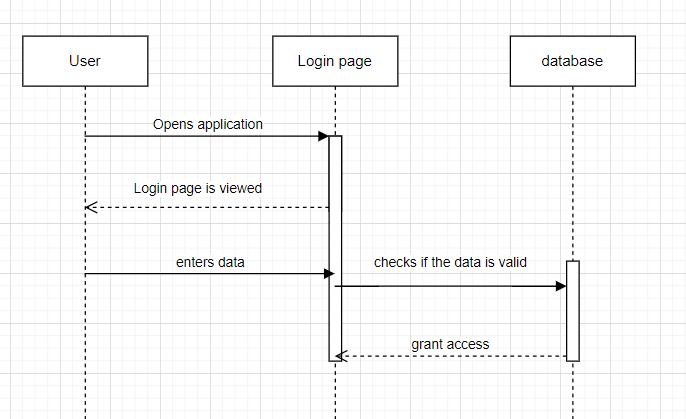 User
Login page
database
Opens application
Login page is viewed
enters data
checks if the data is valid
grant access